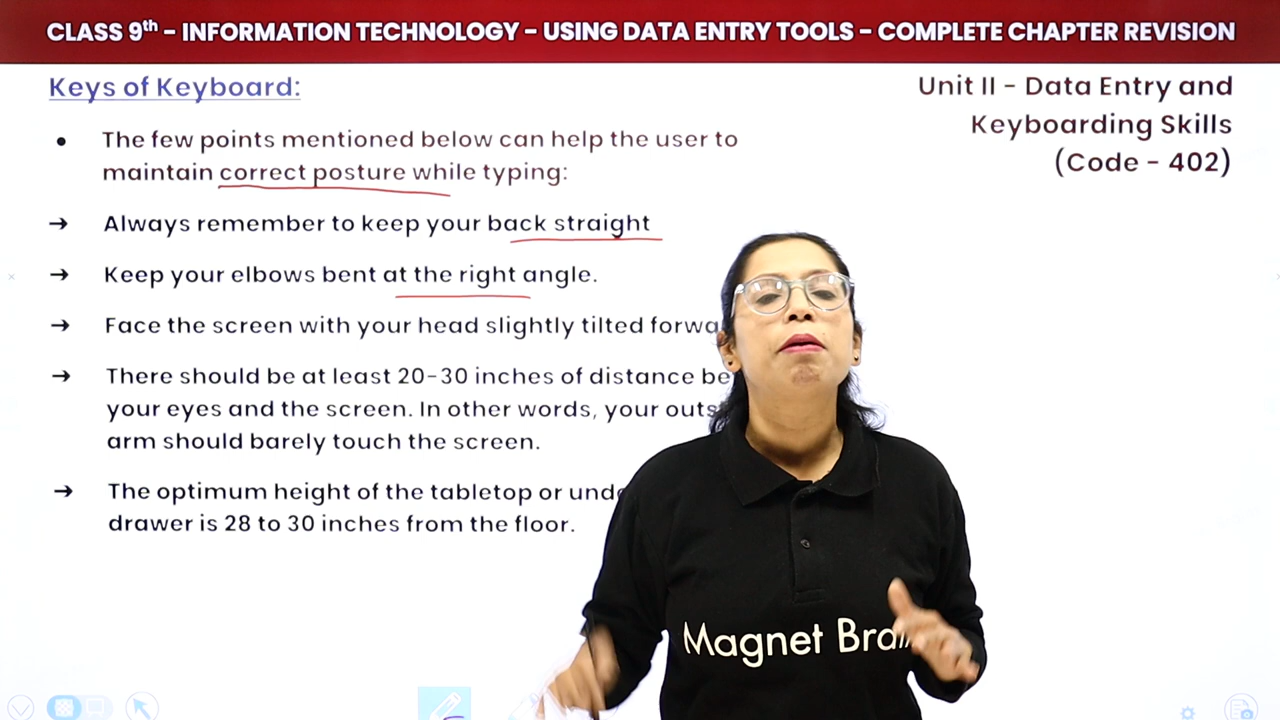 CLASS 9th - INFORMATION TECHNOLOGY - USING DATA ENTRY TOOLS - COMPLETE CHAPTER REVISION
Keys of Keyboard:
Unit II - Data Entry and
Keyboarding Skills
(Code - 402)
• The few points mentioned below can help the user to
maintain correct posture while typing:
→ Always remember to keep your back straight
→ Keep your elbows bent at the right angle.
→ Face the screen with your head slightly tilted
→ There should be at least 20-30 inches of distance
your eyes and the screen. In other words, your
arm should barely touch the screen.
→ The optimum height of the tabletop or
drawer is 28 to 30 inches from the floor.
Magnet